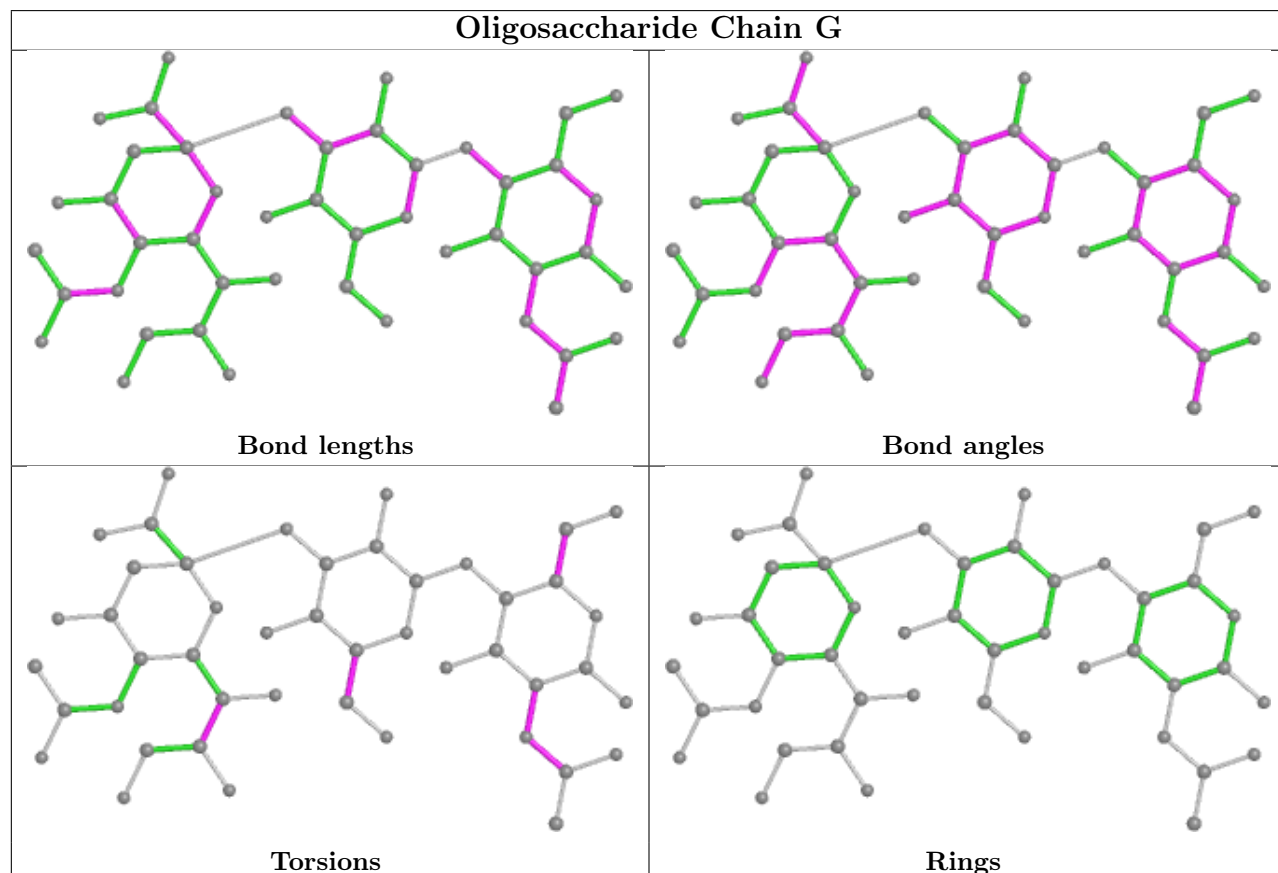 Oligosaccharide Chain G
Bond lengths
Bond angles
Torsions
Rings